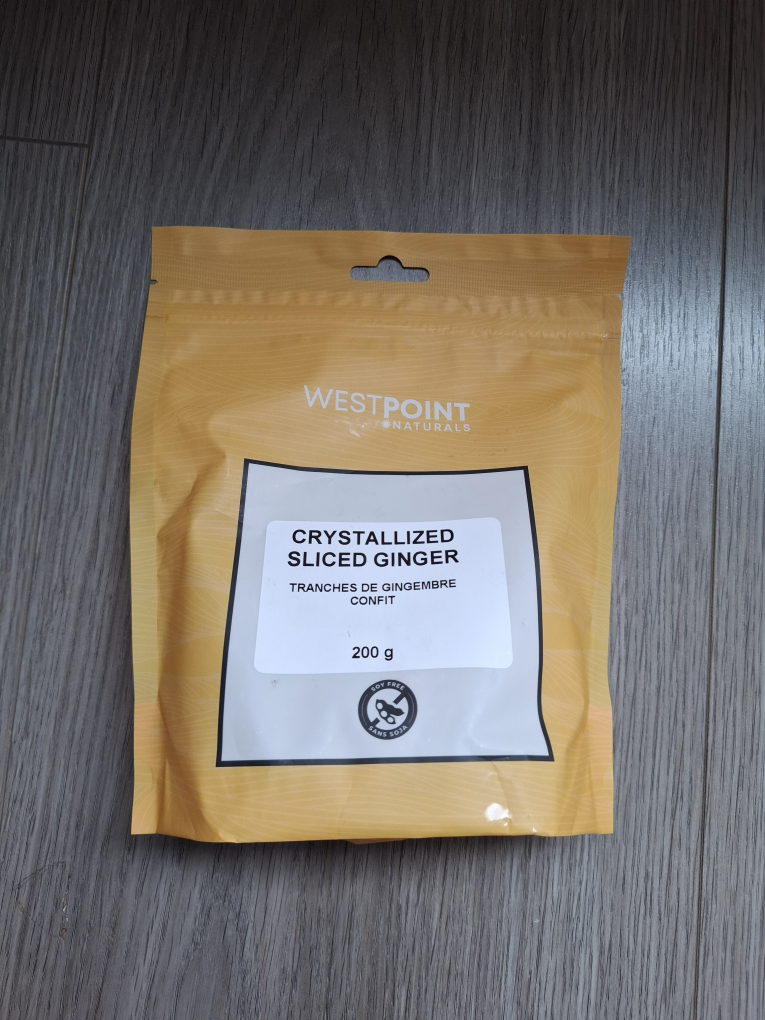 WESTPOINT
NATURALS
CRYSTALLIZED
SLICED GINGER
TRANCHES DE GINGEMBRE
CONFIT
200 g
SOY FREE
SANS SOJA